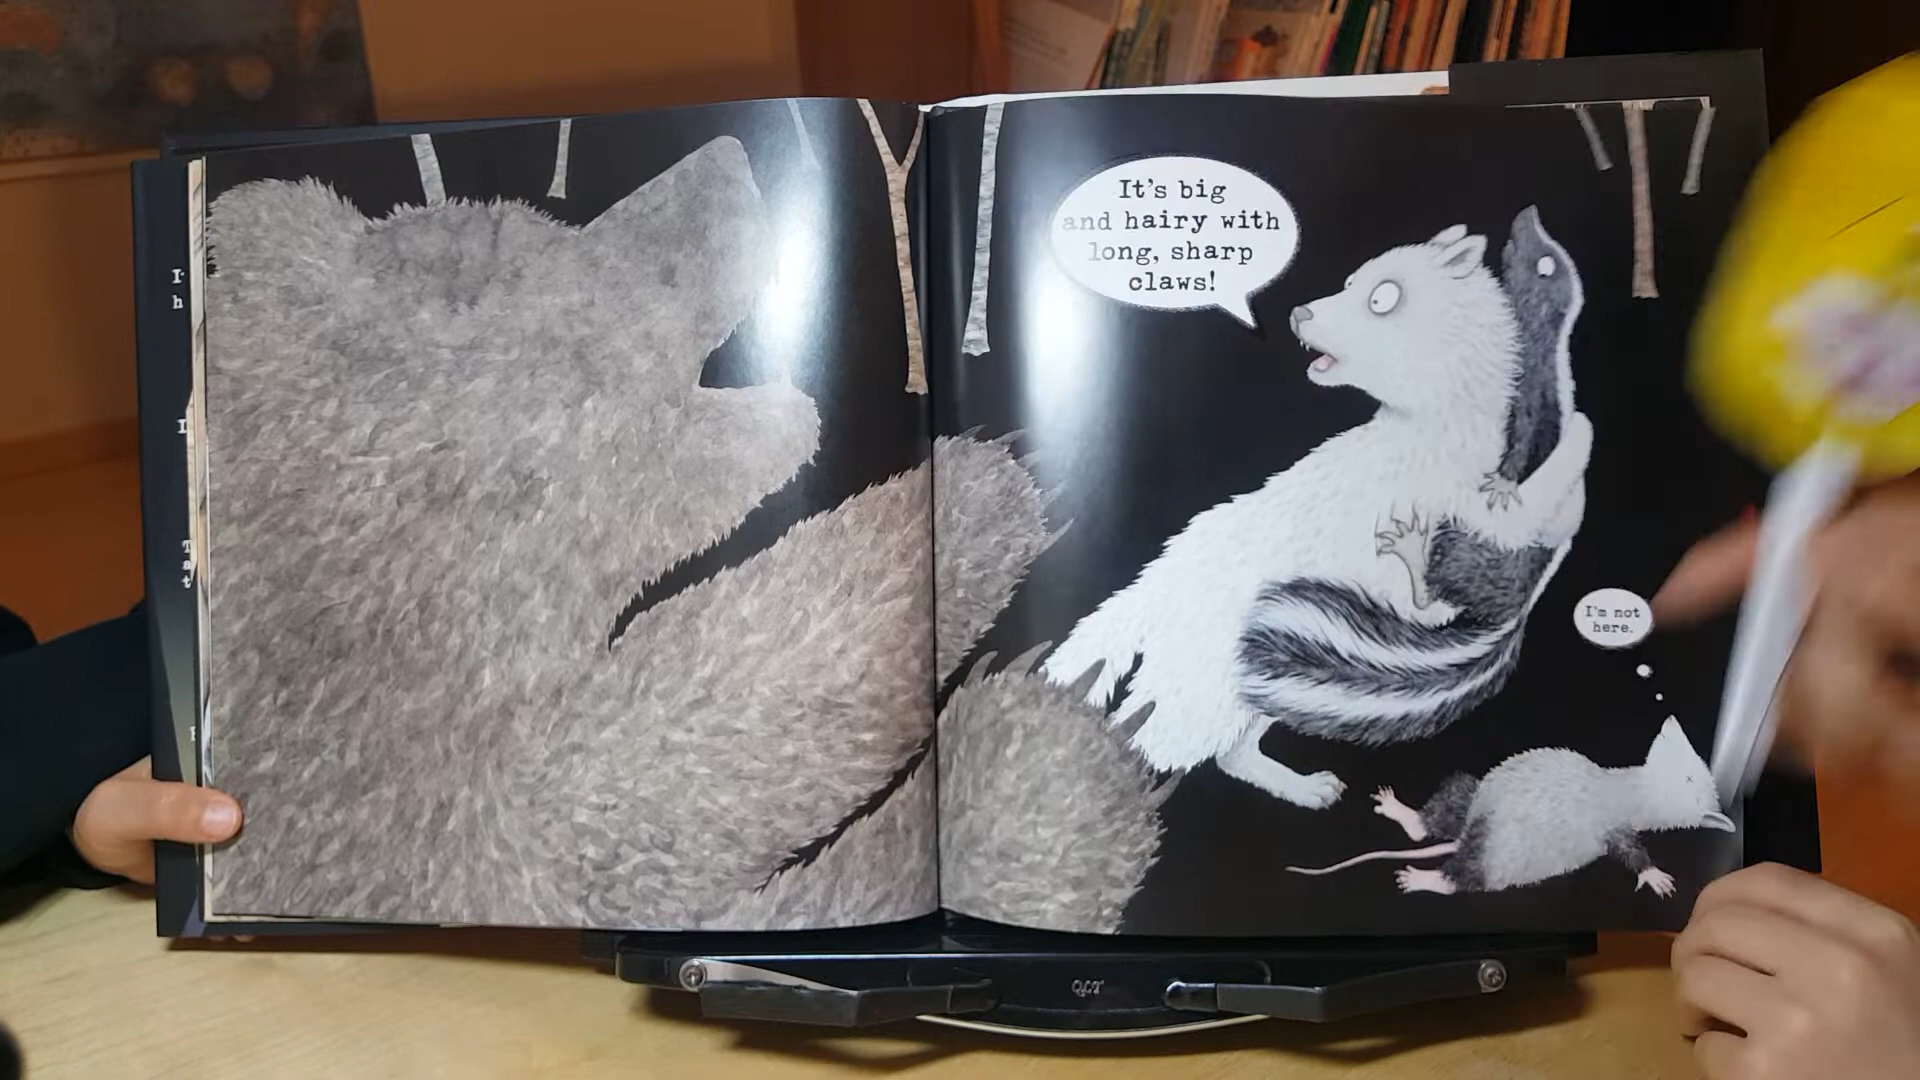 I
h
I
T
a
t
It's big
and hairy with
long, sharp
claws!
I'm not
here.